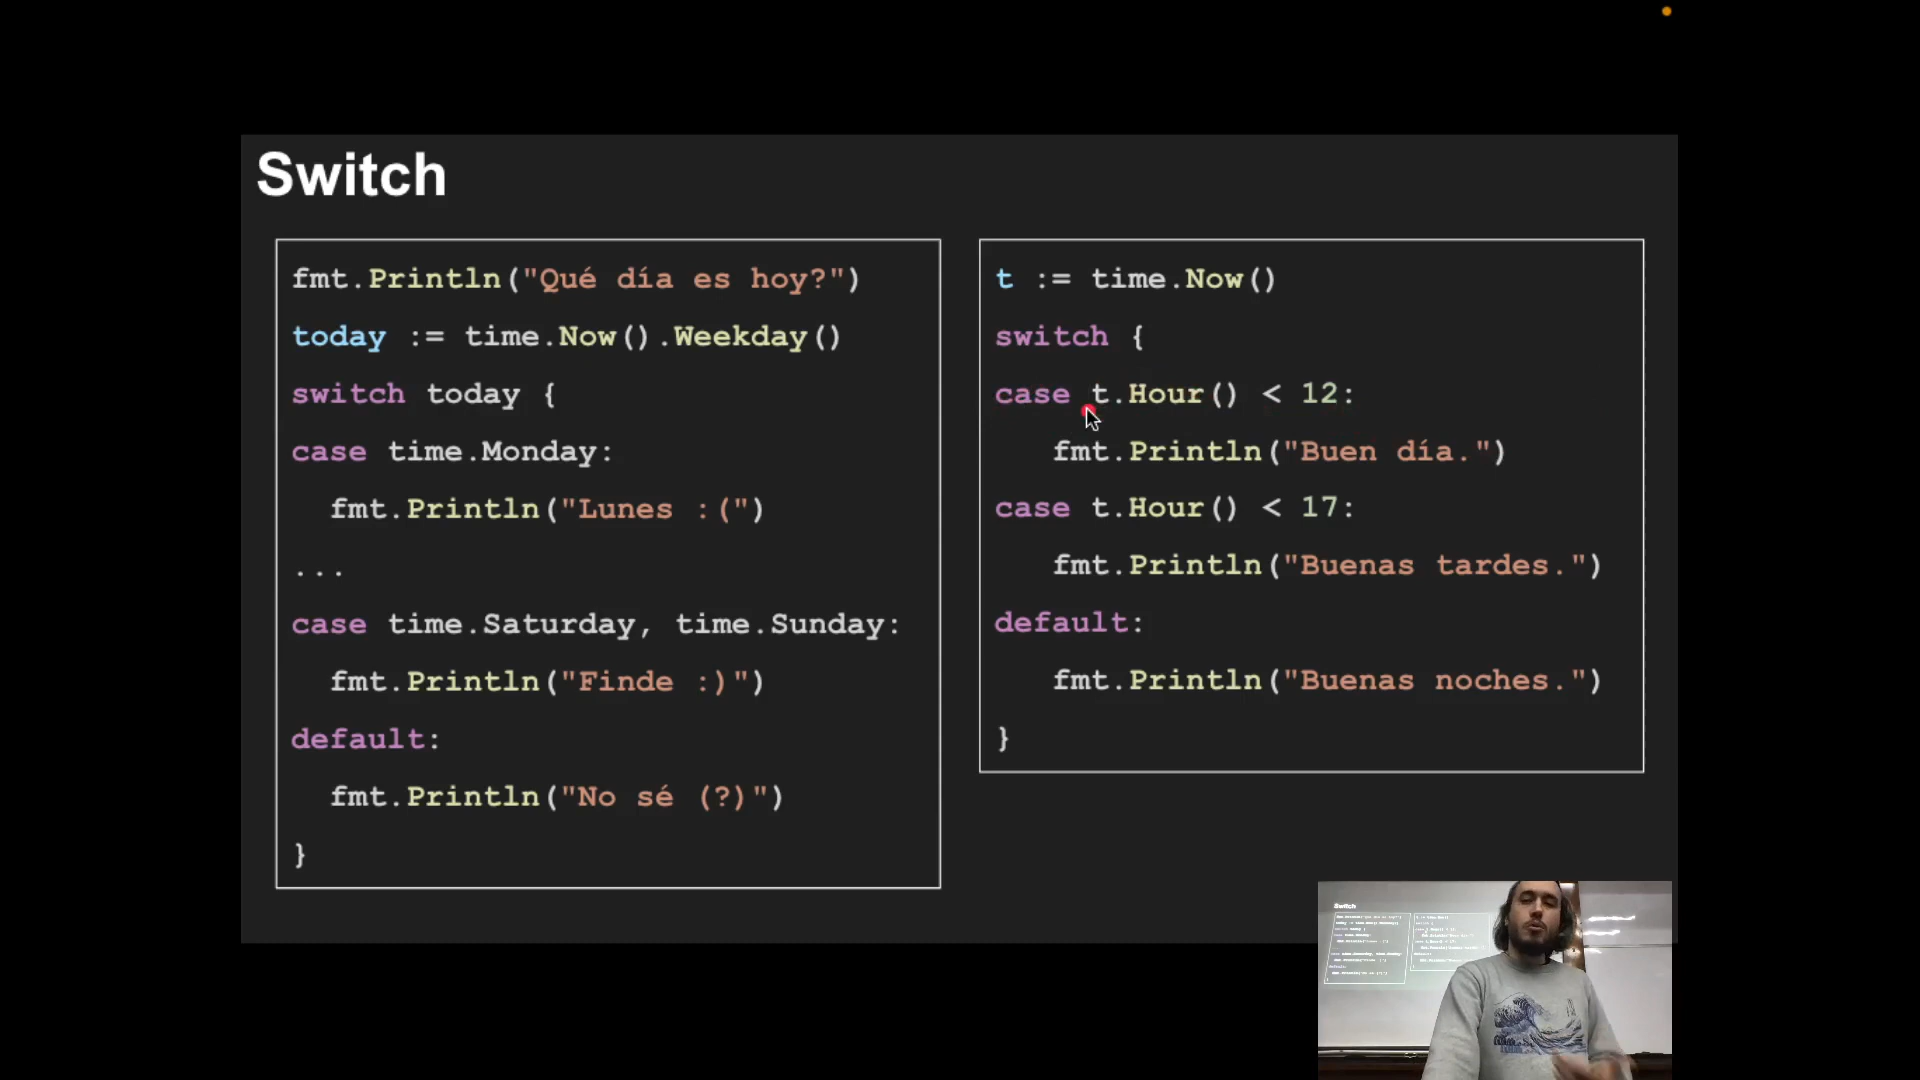 Switch
fmt.Println("Qué día es hoy?")
today := time.Now().Weekday()
switch today {
case time.Monday:
fmt.Println("Lunes :(")
...
case time.Saturday, time.Sunday:
fmt.Println("Finde :)")
default:
fmt.Println("No sé (?)")
}
t := time.Now()
switch {
case t.Hour() < 12:
fmt.Println("Buen día.")
case t.Hour() < 17:
fmt.Println("Buenas tardes.")
default:
fmt.Println("Buenas noches.")
}
Switch